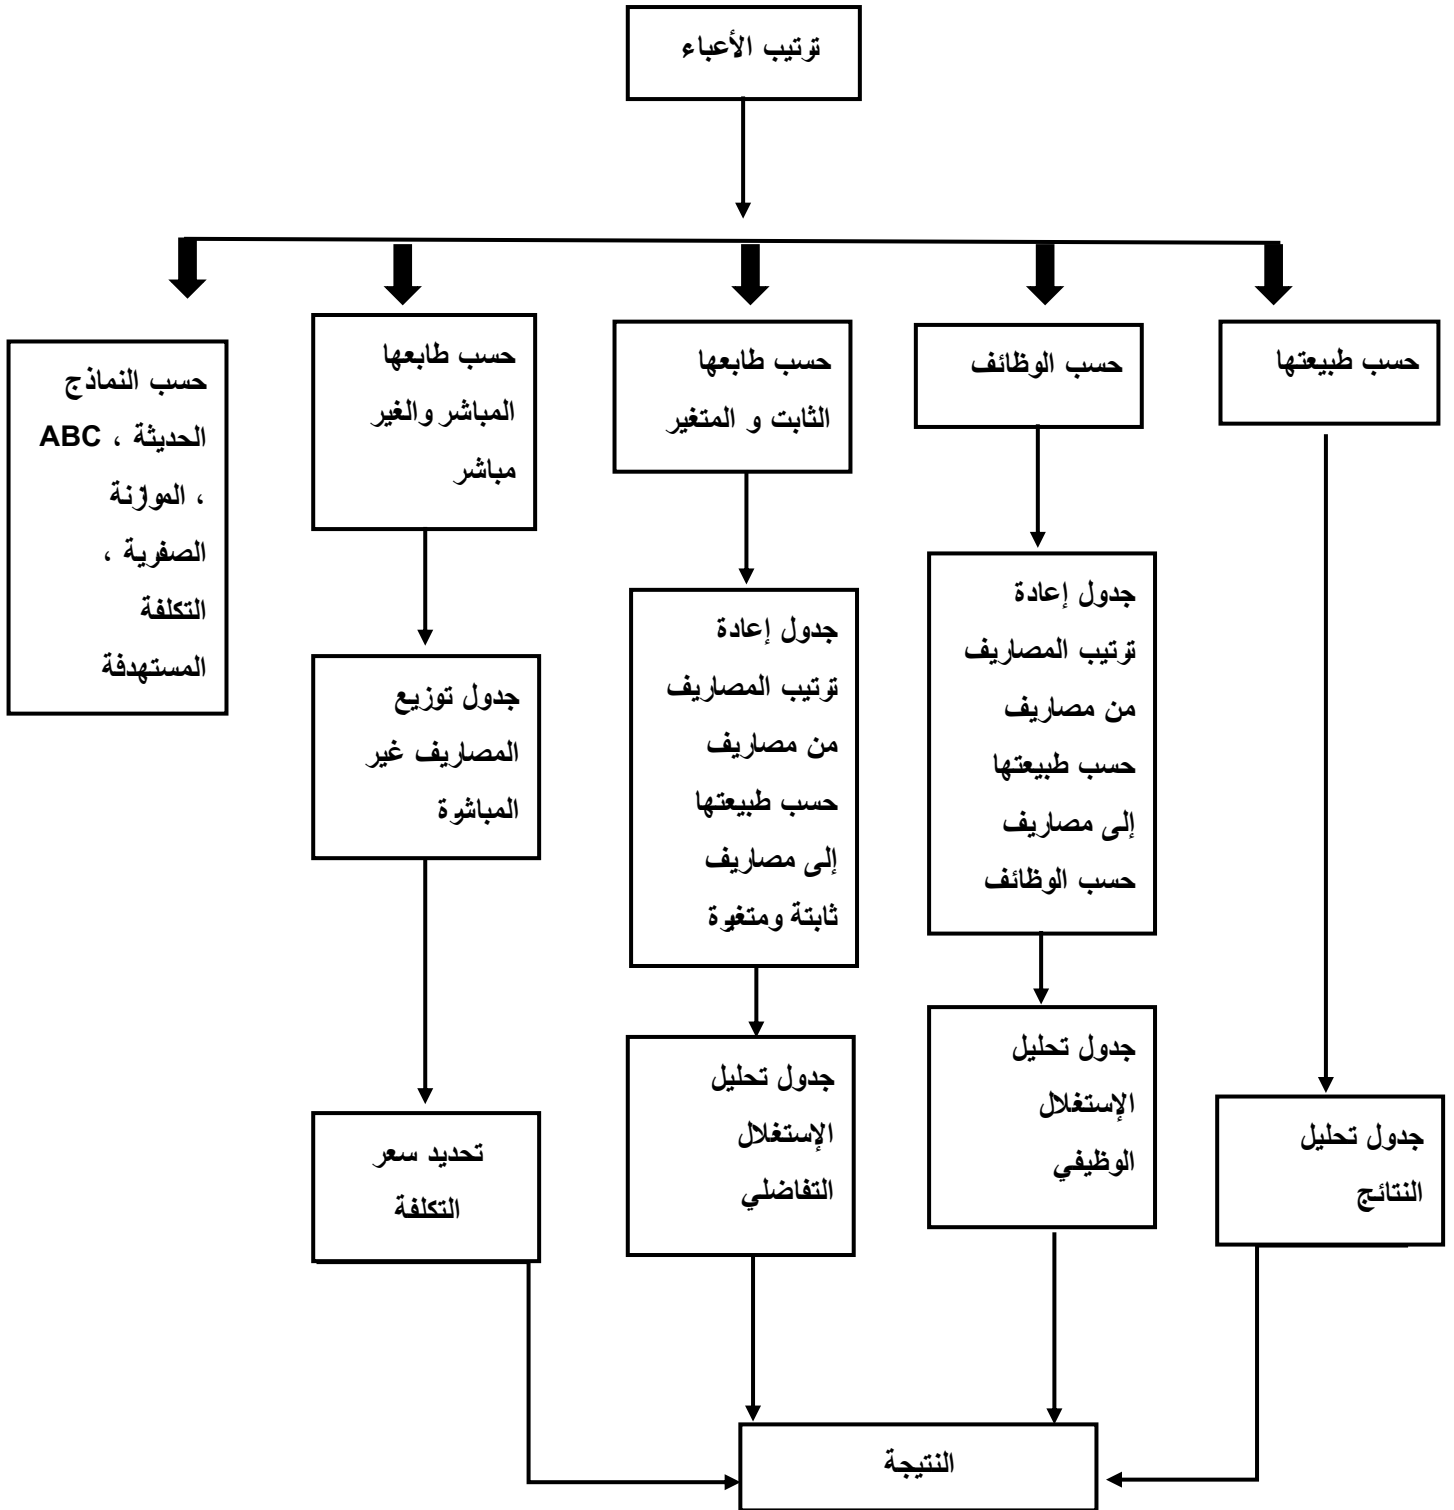 ترتيب الأعباء
حسب طبيعتها
حسب الوظائف
حسب طابعها
الثابت و المتغير
حسب طابعها
المباشر والغير
مباشر
حسب النماذج
الحديثة ، ABC
، الموازنة
الصفرية ،
التكلفة
المستهدفة
جدول إعادة
ترتيب المصاريف
من مصاريف
حسب طبيعتها
إلى مصاريف
حسب الوظائف
جدول إعادة
ترتيب المصاريف
من مصاريف
حسب طبيعتها
إلى مصاريف
ثابتة ومتغيرة
جدول توزيع
المصاريف غير
المباشرة
جدول تحليل
النتائج
جدول تحليل
الإستغلال
الوظيفي
جدول تحليل
الإستغلال
التفاضلي
تحديد سعر
التكلفة
النتيجة